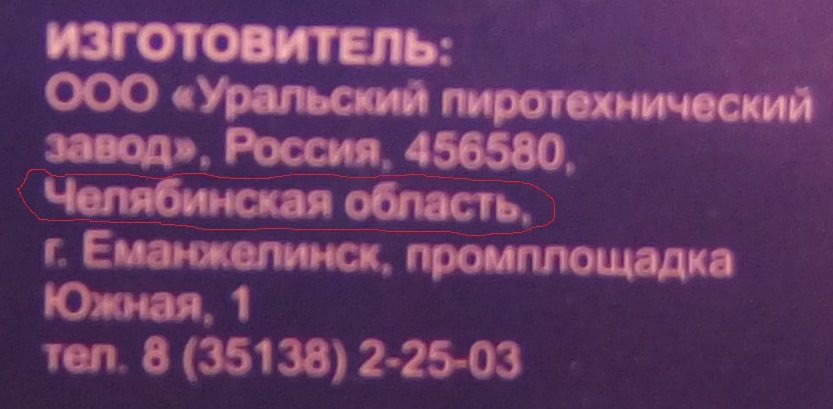 ИЗГОТОВИТЕЛЬ:
ООО «Уральский пиротехнический
завод», Россия, 456580,
Челябинская область,
г. Еманжелинск, промплощадка
Южная, 1
тел. 8 (35138) 2-25-03